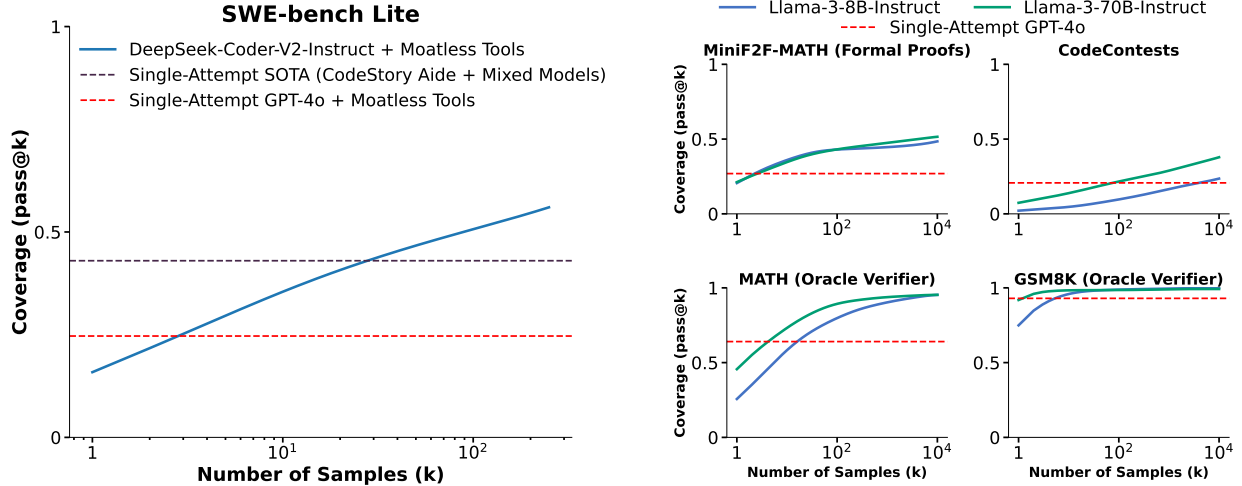 SWE-bench Lite
1
DeepSeek-Coder-V2-Instruct + Moatless Tools
Single-Attempt SOTA (CodeStory Aide + Mixed Models)
Single-Attempt GPT-4o + Moatless Tools
Coverage (pass@k)
0.5
0
1
10¹
10²
Number of Samples (k)
Llama-3-8B-Instruct
Llama-3-70B-Instruct
Single-Attempt GPT-4o
MiniF2F-MATH (Formal Proofs)
Coverage (pass@k)
1
0.5
0
1
10²
10⁴
CodeContests
1
0.5
0
1
10²
10⁴
MATH (Oracle Verifier)
Coverage (pass@k)
1
0.5
0
1
10²
10⁴
Number of Samples (k)
GSM8K (Oracle Verifier)
1
0.5
0
1
10²
10⁴
Number of Samples (k)